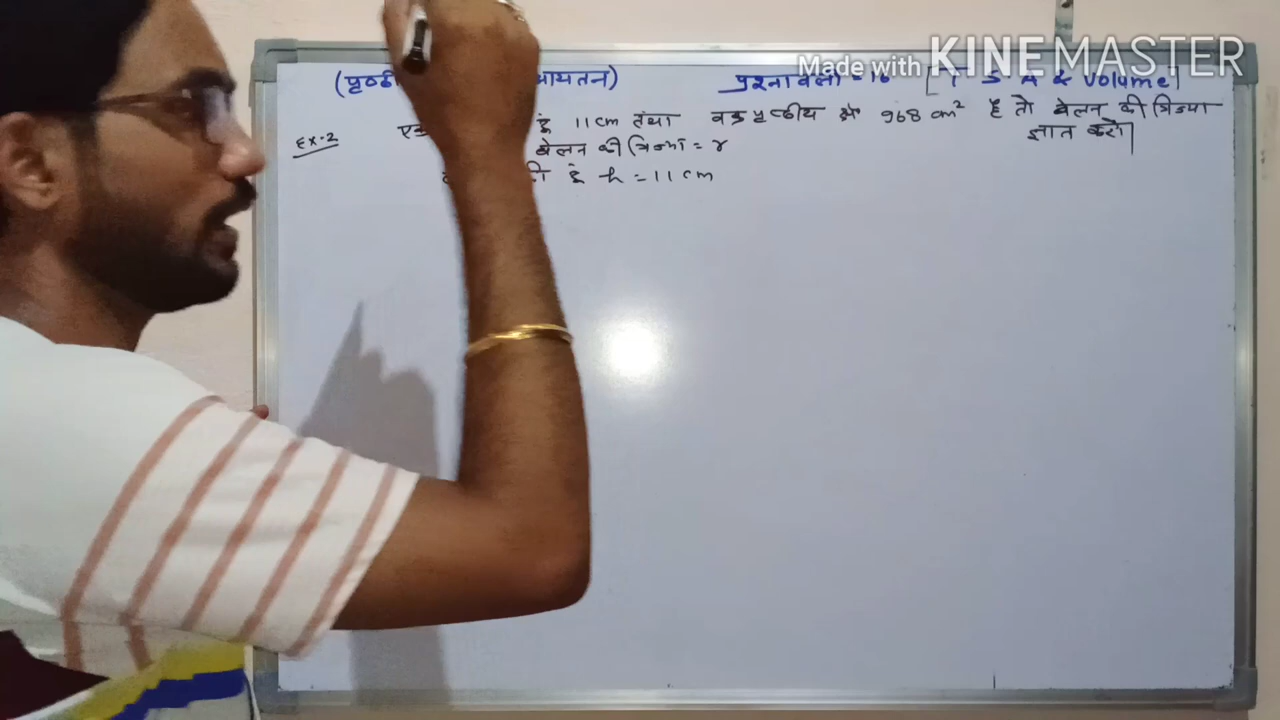 Made with KINEMASTER
आयतन) प्रश्नावली - 16 [T S A & Volume]
Ex-2 11 cm तथा वक्र पृष्ठीय क्षे 968 cm² है तो बेलन की त्रिज्या
ज्ञात करो|
बेलन की त्रिज्या = r
h = 11 cm